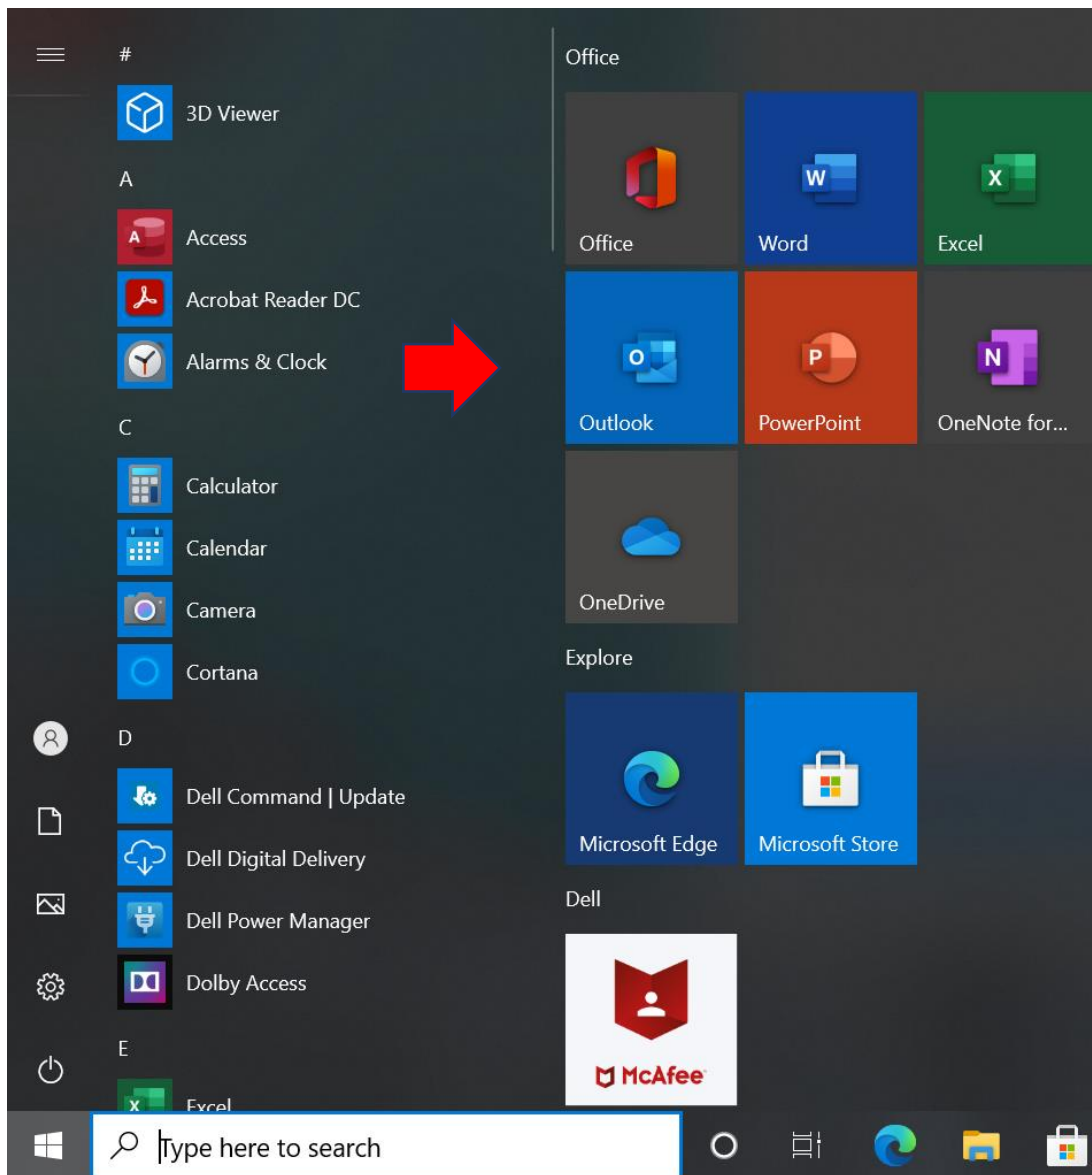 #
3D Viewer
A
Access
Acrobat Reader DC
Alarms & Clock
C
Calculator
Calendar
Camera
Cortana
D
Dell Command | Update
Dell Digital Delivery
Dell Power Manager
Dolby Access
E
Excel
Office
Office
Word
Excel
Outlook
PowerPoint
OneNote for...
OneDrive
Explore
Microsoft Edge
Microsoft Store
Dell
McAfee
Type here to search